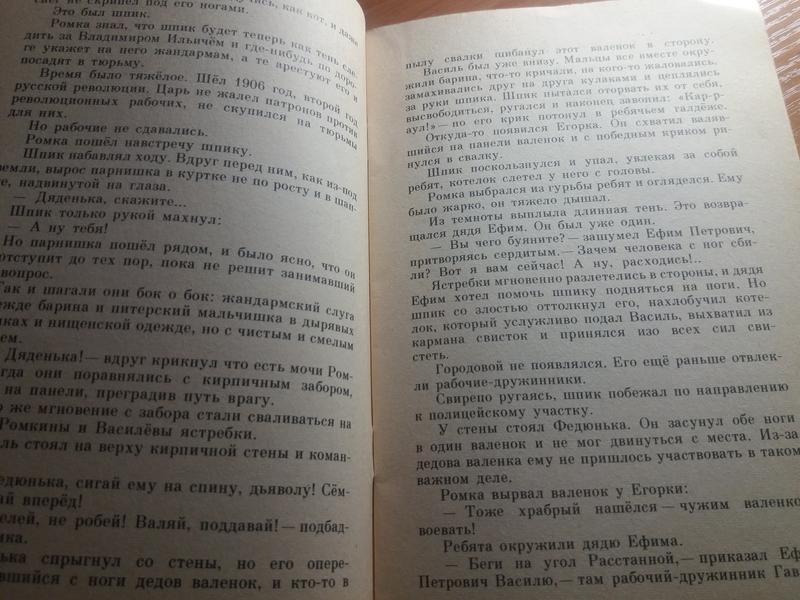 не скрипел под его ногами.
Это был шпик.
Ромка знал, что шпик будет теперь как тень сле-
дить за Владимиром Ильичём и где-нибудь по доро-
ге укажет на него жандармам, а те арестуют его и
посадят в тюрьму.
Время было тяжёлое. Шёл 1906 год, второй год
русской революции. Царь не жалел патронов против
революционных рабочих, не скупился на тюрьмы
для них.
Но рабочие не сдавались.
Ромка пошёл навстречу шпику.
Шпик набавлял ходу. Вдруг перед ним, как из-под
земли, вырос парнишка в куртке не по росту и в шап-
ке, надвинутой на глаза.
— Дяденька, скажите...
Шпик только рукой махнул:
— А ну тебя!
Но парнишка пошёл рядом, и было ясно, что он
отступит до тех пор, пока не решит занимавший
вопрос.
Так и шагали они бок о бок: жандармский слуга
одежде барина и питерский мальчишка в дырявых
и нищенской одежде, но с чистым и смелым
Дяденька! — вдруг крикнул что есть мочи Ром-
когда они поравнялись с кирпичным забором,
на панели, преградив путь врагу.
же мгновение с забора стали сваливаться на
Ромкины и Василёвы ястребки.
стоял на верху кирпичной стены и коман-
Федюнька, сигай ему на спину, дьяволу! Сём-
вперёд!
не робей! Валяй, поддавай! — подбад-
спрыгнул со стены, но его опере-
с ноги дедов валенок, и кто-то в
пылу свалки шибанул этот валенок в сторону.
Василь был уже внизу. Мальцы все вместе окру-
жили барина, что-то кричали, на кого-то жаловались,
замахивались друг на друга кулаками и цеплялись
за руки шпика. Шпик пытался оторвать их от себя,
высвободиться, ругался и наконец завопил: «Кар-р-
аул!» — но его крик потонул в ребячьем галдёже.
Откуда-то появился Егорка. Он схватил валяв-
шийся на панели валенок и с победным криком ри-
нулся в свалку.
Шпик поскользнулся и упал, увлекая за собой
ребят, котелок слетел у него с головы.
Ромка выбрался из гурьбы ребят и огляделся. Ему
было жарко, он тяжело дышал.
Из темноты выплыла длинная тень. Это возвра-
щался дядя Ефим. Он был уже один.
— Вы чего буяните? — зашумел Ефим Петрович,
притворяясь сердитым.— Зачем человека с ног сби-
ли? Вот я вам сейчас! А ну, расходись!..
Ястребки мгновенно разлетелись в стороны, и дядя
Ефим хотел помочь шпику подняться на ноги. Но
шпик со злостью оттолкнул его, нахлобучил коте-
лок, который услужливо подал Василь, выхватил из
кармана свисток и принялся изо всех сил сви-
стеть.
Городовой не появлялся. Его ещё раньше отвлек-
ли рабочие-дружинники.
Свирепо ругаясь, шпик побежал по направлению
к полицейскому участку.
У стены стоял Федюнька. Он засунул обе ноги
в один валенок и не мог двинуться с места. Из-за
дедова валенка ему не пришлось участвовать в таком
важном деле.
Ромка вырвал валенок у Егорки:
— Тоже храбрый нашёлся — чужим валенко
воевать!
Ребята окружили дядю Ефима.
— Беги на угол Расстанной,— приказал Еф
Петрович Василю,— там рабочий-дружинник Гав